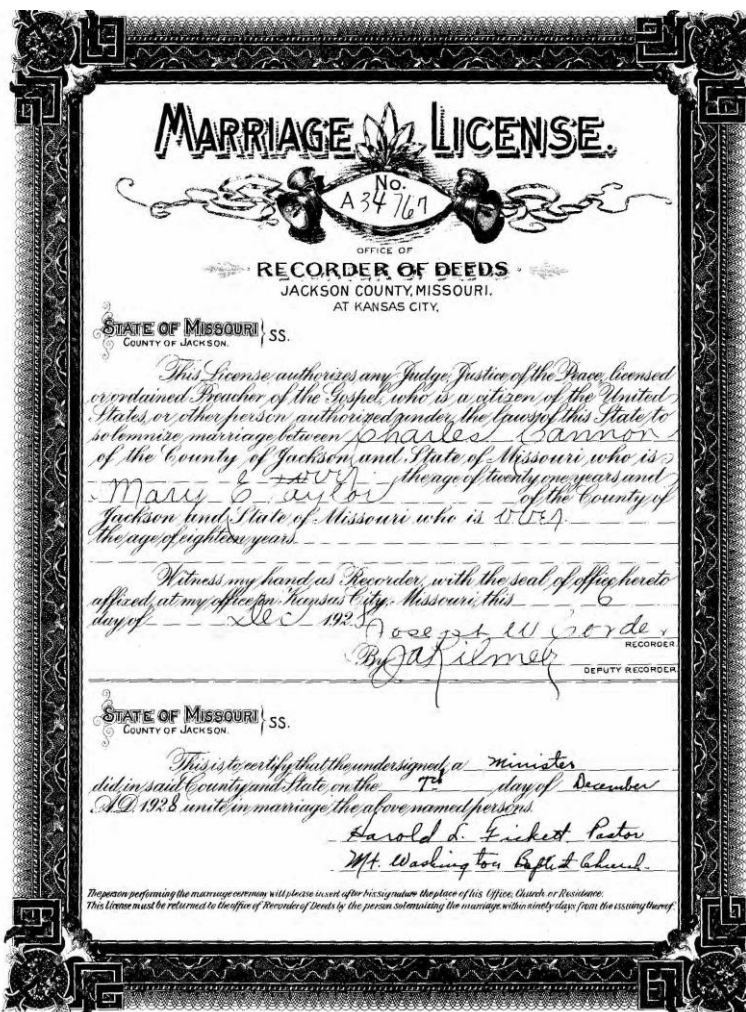 MARRIAGE LICENSE.
No.
A 34767
OFFICE OF
RECORDER OF DEEDS
JACKSON COUNTY, MISSOURI.
AT KANSAS CITY,
STATE OF MISSOURI } SS.
COUNTY OF JACKSON.
This License authorizes any Judge, Justice of the Peace, licensed
or ordained Preacher of the Gospel, who is a citizen of the United
States, or other person authorized under the laws of this State to
solemnize marriage between Charles Cannon
of the County of Jackson and State of Missouri who is
over the age of twenty one years and
Mary E Taylor of the County of
Jackson and State of Missouri who is over
the age of eighteen years
Witness my hand as Recorder, with the seal of office hereto
affixed, at my office in Kansas City, Missouri, this 6
day of Dec 1928
Joseph W
RECORDER.
By J A Kilmer
DEPUTY RECORDER.
STATE OF MISSOURI } SS.
COUNTY OF JACKSON.
This is to certify that the undersigned, a Minister
did, in said County and State on the 7th day of December
A.D. 1928 unite in marriage the above named persons.
Harold L. Fickett Pastor
Mt. Washington Baptist Church.
The person performing the marriage ceremony will please insert after his signature the place of his Office, Church, or Residence.
This License must be returned to the office of Recorder of Deeds by the person solemnizing the marriage, within ninety days from the issuing thereof.